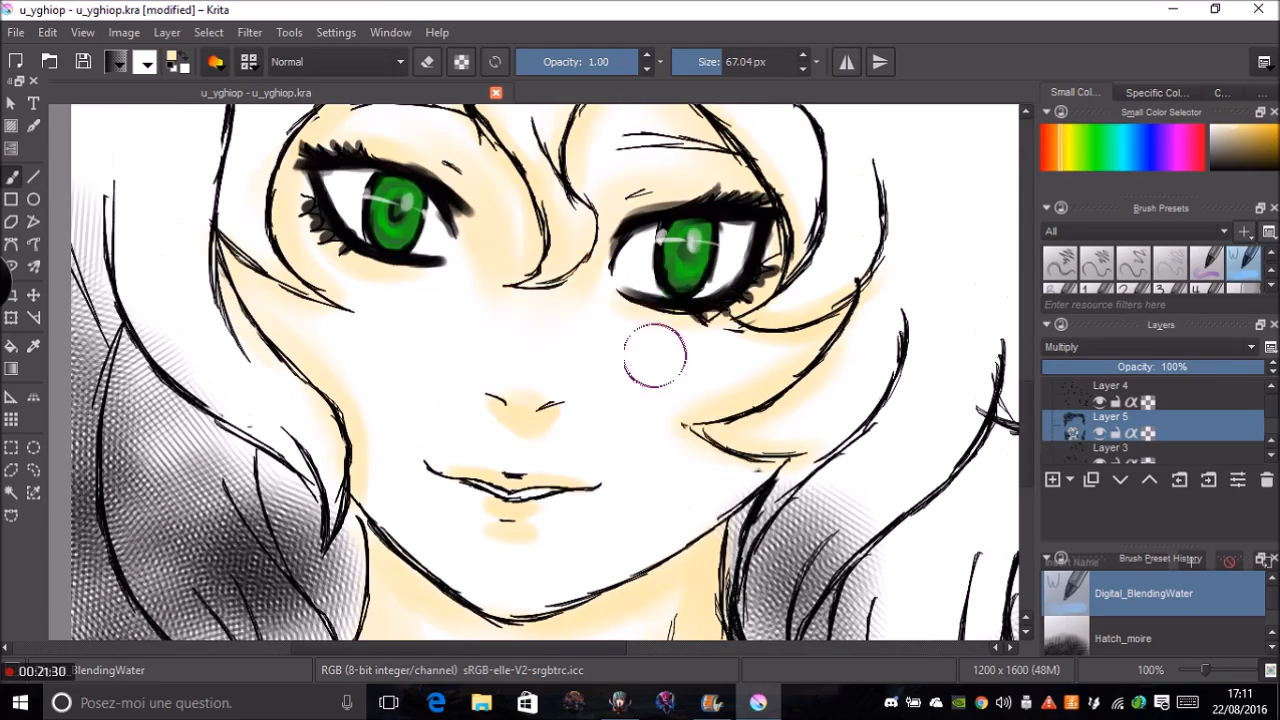 u_yghiop - u_yghiop.kra [modified] – Krita
File Edit View Image Layer Select Filter Tools Settings Window Help
Normal Opacity: 1.00 Size: 67.04 px
u_yghiop - u_yghiop.kra
Small Col... Specific Col... C... ...
Small Color Selector
Brush Presets
All
Enter resource filters here
Layers
Multiply
Opacity: 100%
Layer 4
Layer 5
Layer 3
Brush Preset History
Insert Name
Digital_BlendingWater
Hatch_moire
00:21:30 BlendingWater RGB (8-bit integer/channel) sRGB-elle-V2-srgbtrc.icc 1200 x 1600 (48M) 100%
Posez-moi une question.
17:11
22/08/2016